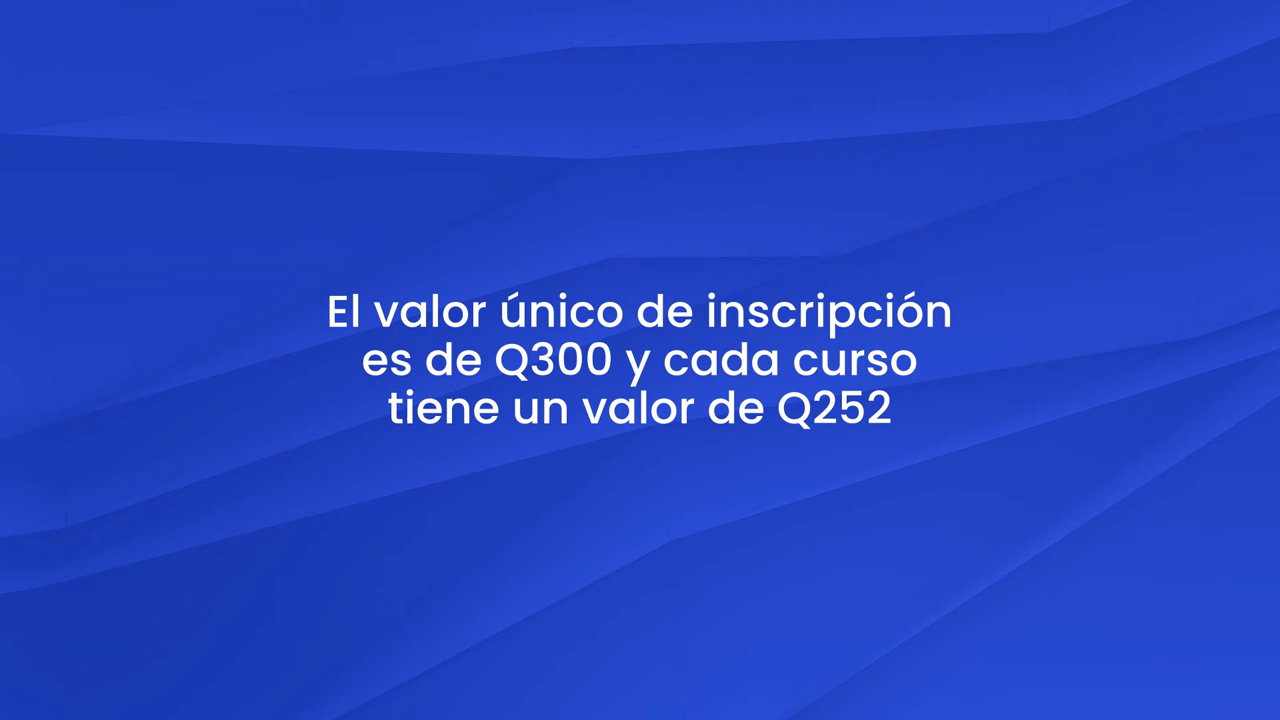 El valor único de inscripción
es de Q300 y cada curso
tiene un valor de Q252